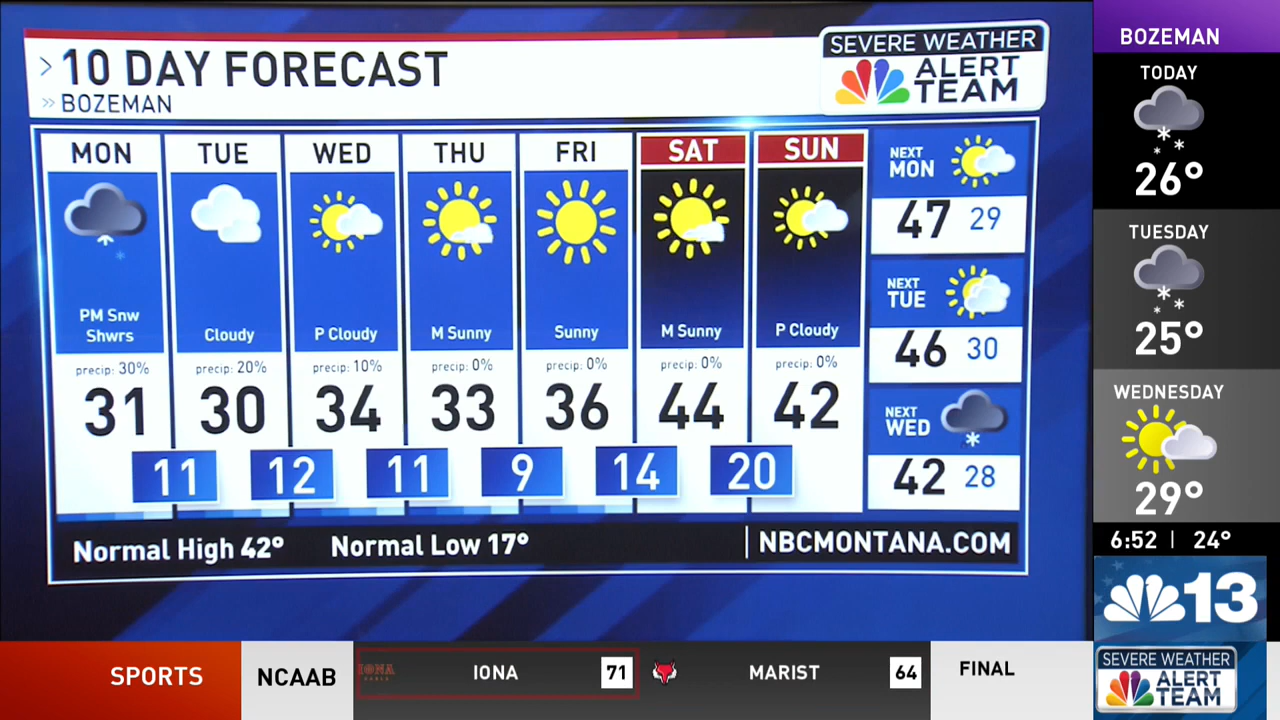 > 10 DAY FORECAST
» BOZEMAN
SEVERE WEATHER
ALERT
TEAM
MON
PM Snw
Shwrs
precip: 30%
31
11
TUE
Cloudy
precip: 20%
30
12
WED
P Cloudy
precip: 10%
34
11
THU
M Sunny
precip: 0%
33
9
FRI
Sunny
precip: 0%
36
14
SAT
M Sunny
precip: 0%
44
20
SUN
P Cloudy
precip: 0%
42
NEXT
MON
47 29
NEXT
TUE
46 30
NEXT
WED
42 28
Normal High 42° Normal Low 17°
NBCMONTANA.COM
BOZEMAN
TODAY
26°
TUESDAY
25°
WEDNESDAY
29°
6:52 | 24°
13
SEVERE WEATHER
ALERT
TEAM
SPORTS NCAAB IONA IONA 71 MARIST 64 FINAL